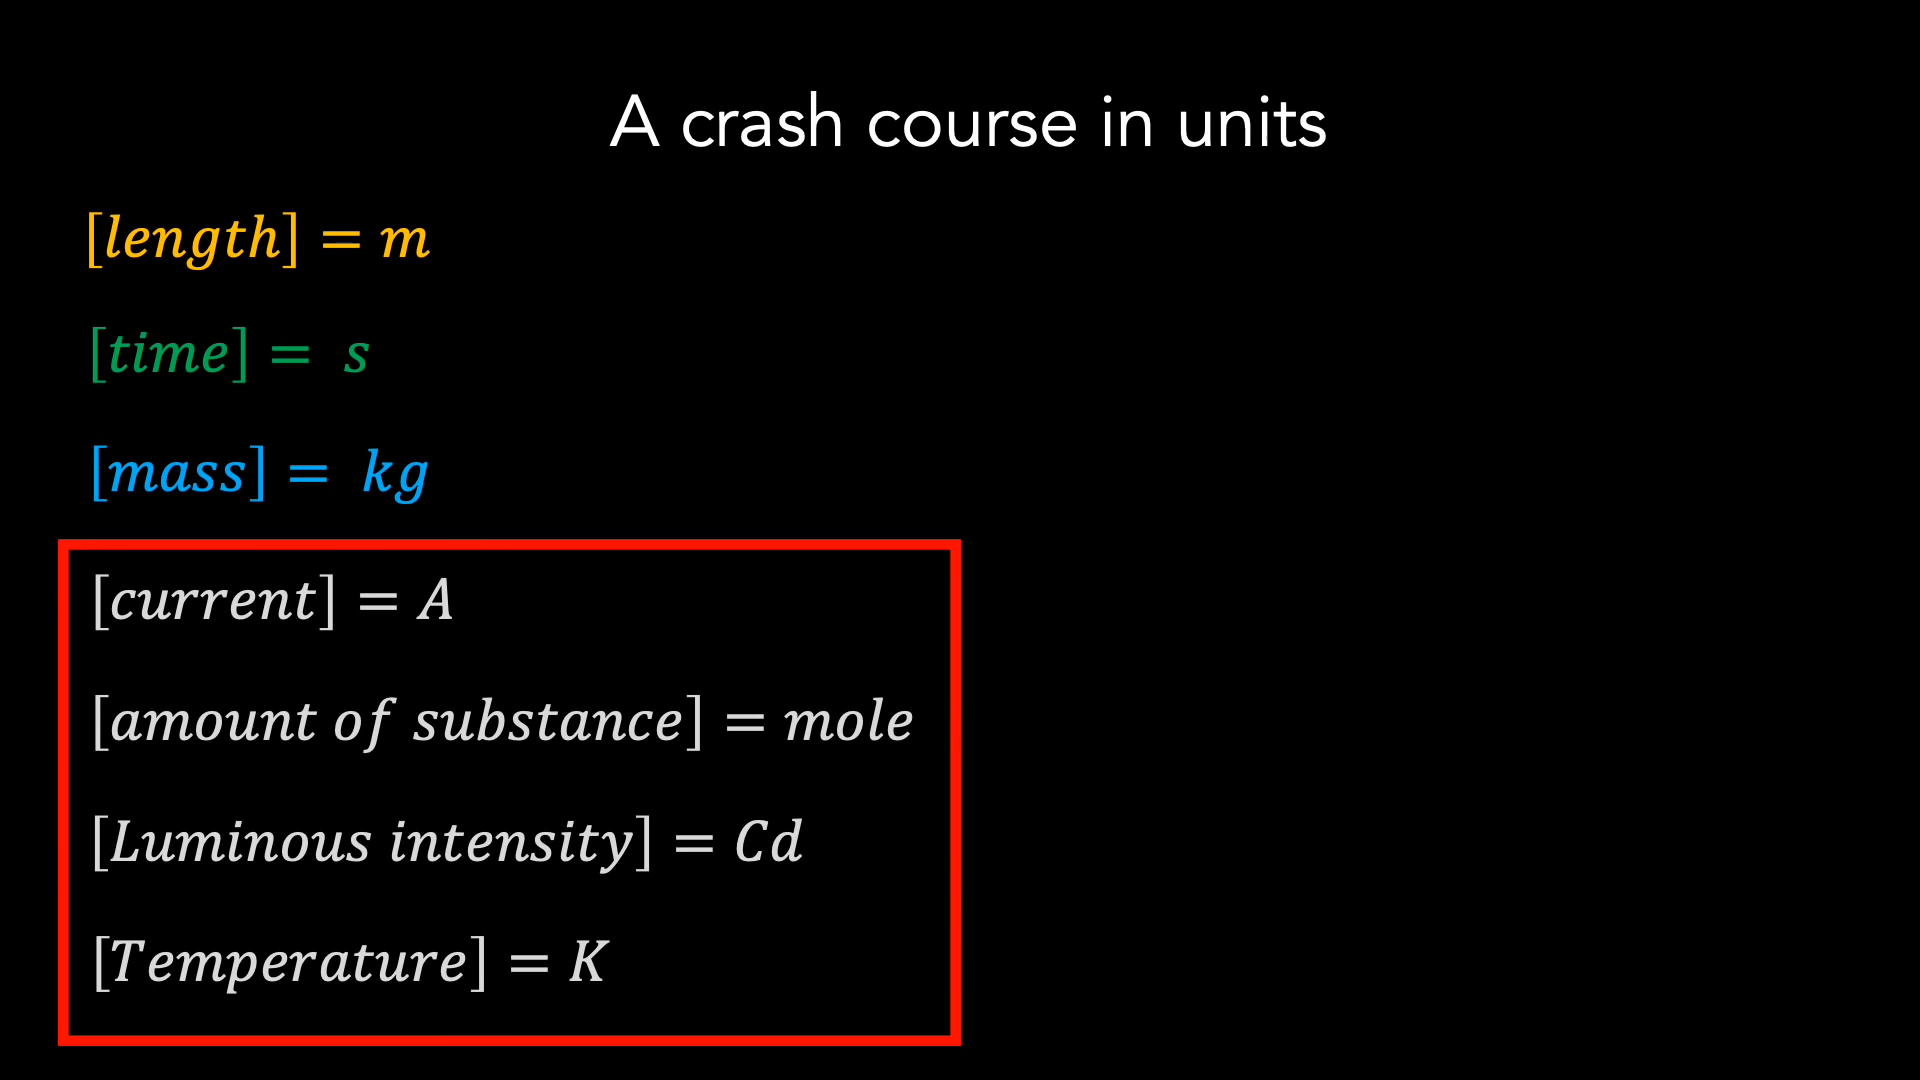 A crash course in units
[length] = m
[time] = s
[mass] = kg
[current] = A
[amount of substance] = mole
[Luminous intensity] = Cd
[Temperature] = K